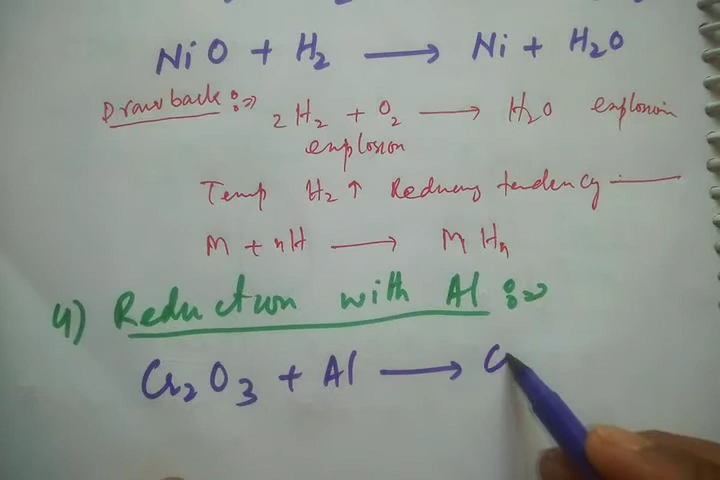 NiO + H₂ ⟶ Ni + H₂O
Drawback :⇒ 2H₂ + O₂ ⟶ H₂O explosion
explosion
Temp H₂ ↑ Reducing tendency ——
M + nH ⟶ M Hn
4) Reduction with Al :⇒
Cr₂O₃ + Al ⟶ C